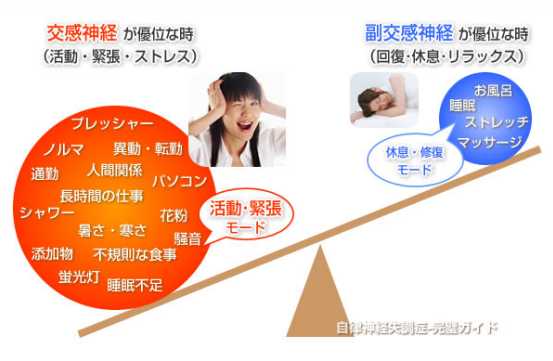 交感神経 が優位な時
（活動・緊張・ストレス）
プレッシャー
ノルマ
異動・転勤
通勤
人間関係
パソコン
長時間の仕事
シャワー
花粉
暑さ・寒さ
騒音
添加物
不規則な食事
蛍光灯
睡眠不足
活動・緊張
モード
副交感神経 が優位な時
（回復・休息・リラックス）
お風呂
睡眠
ストレッチ
マッサージ
休息・修復
モード
自律神経失調症-完璧ガイド